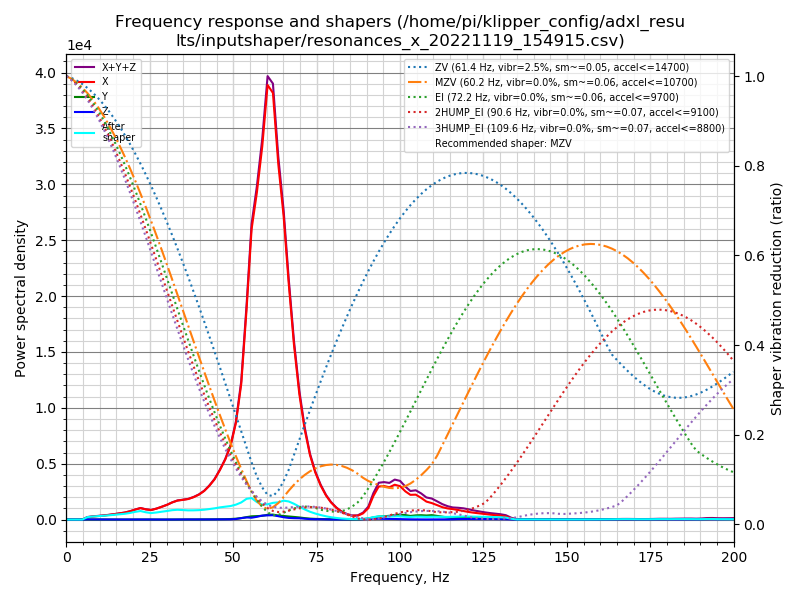 Frequency response and shapers (/home/pi/klipper_config/adxl_resu
lts/inputshaper/resonances_x_20221119_154915.csv)
1e4
X+Y+Z
X
Y
Z
After
shaper
ZV (61.4 Hz, vibr=2.5%, sm~=0.05, accel<=14700)
MZV (60.2 Hz, vibr=0.0%, sm~=0.06, accel<=10700)
EI (72.2 Hz, vibr=0.0%, sm~=0.06, accel<=9700)
2HUMP_EI (90.6 Hz, vibr=0.0%, sm~=0.07, accel<=9100)
3HUMP_EI (109.6 Hz, vibr=0.0%, sm~=0.07, accel<=8800)
Recommended shaper: MZV
Power spectral density
4.0
3.5
3.0
2.5
2.0
1.5
1.0
0.5
0.0
1.0
0.8
0.6
0.4
0.2
0.0
Shaper vibration reduction (ratio)
0 25 50 75 100 125 150 175 200
Frequency, Hz